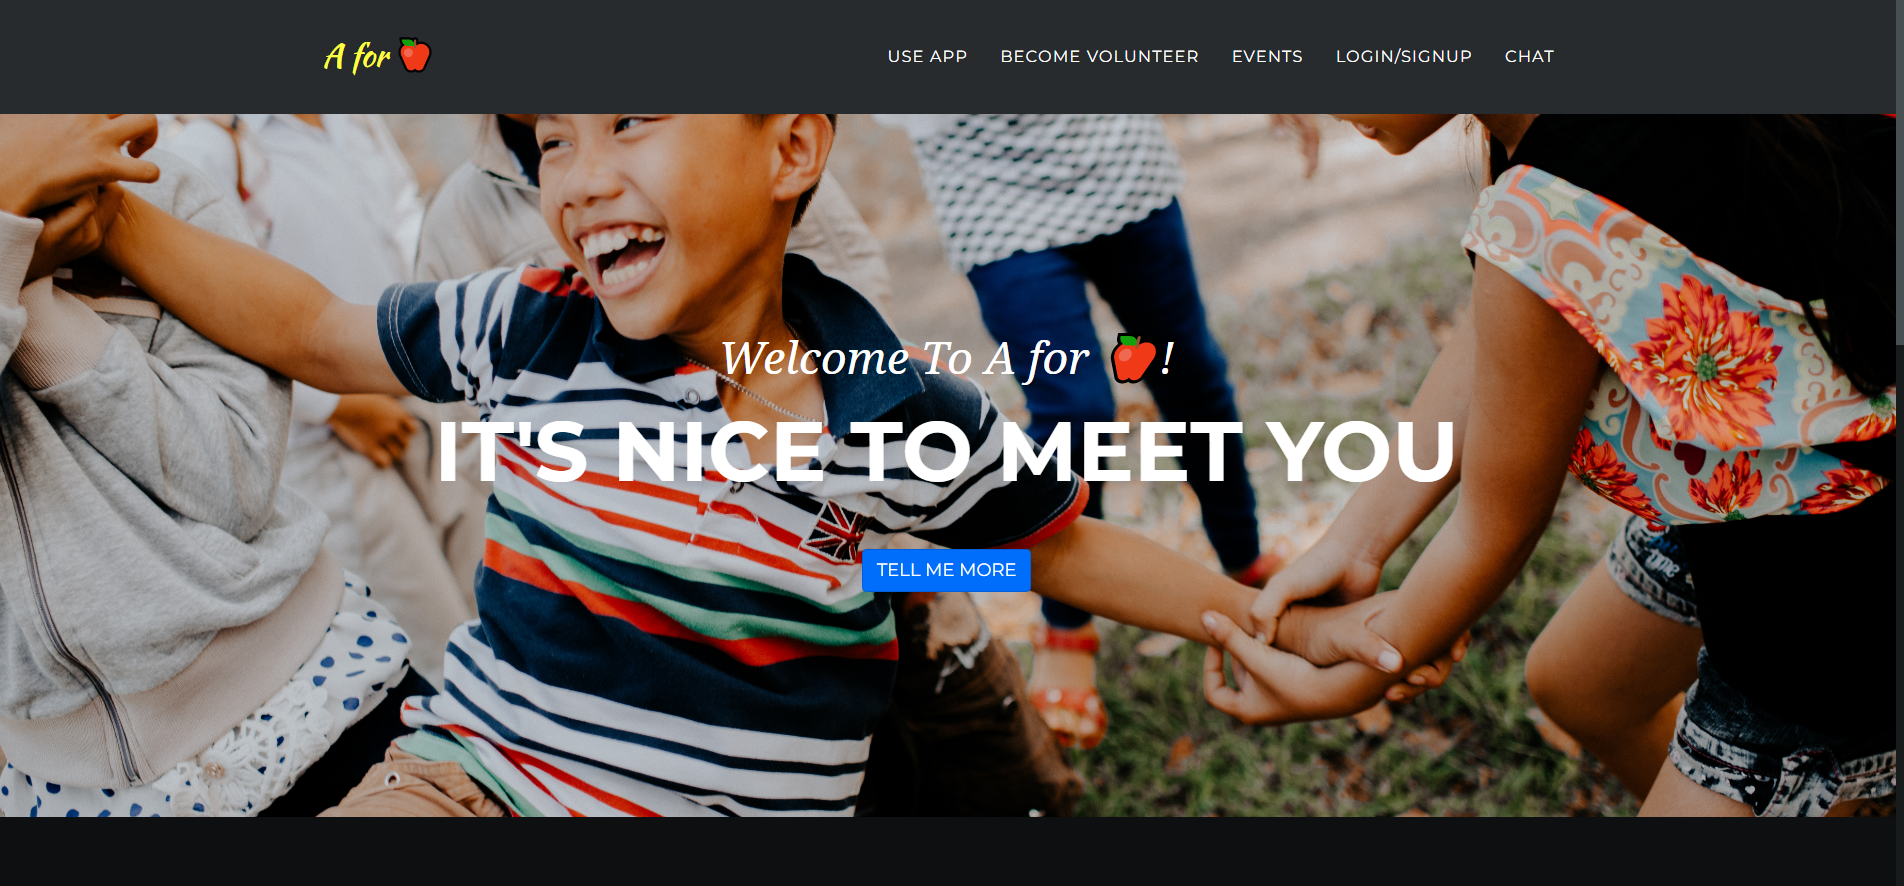 A for 🍎
USE APP BECOME VOLUNTEER EVENTS LOGIN/SIGNUP CHAT
Welcome To A for 🍎!
IT'S NICE TO MEET YOU
TELL ME MORE